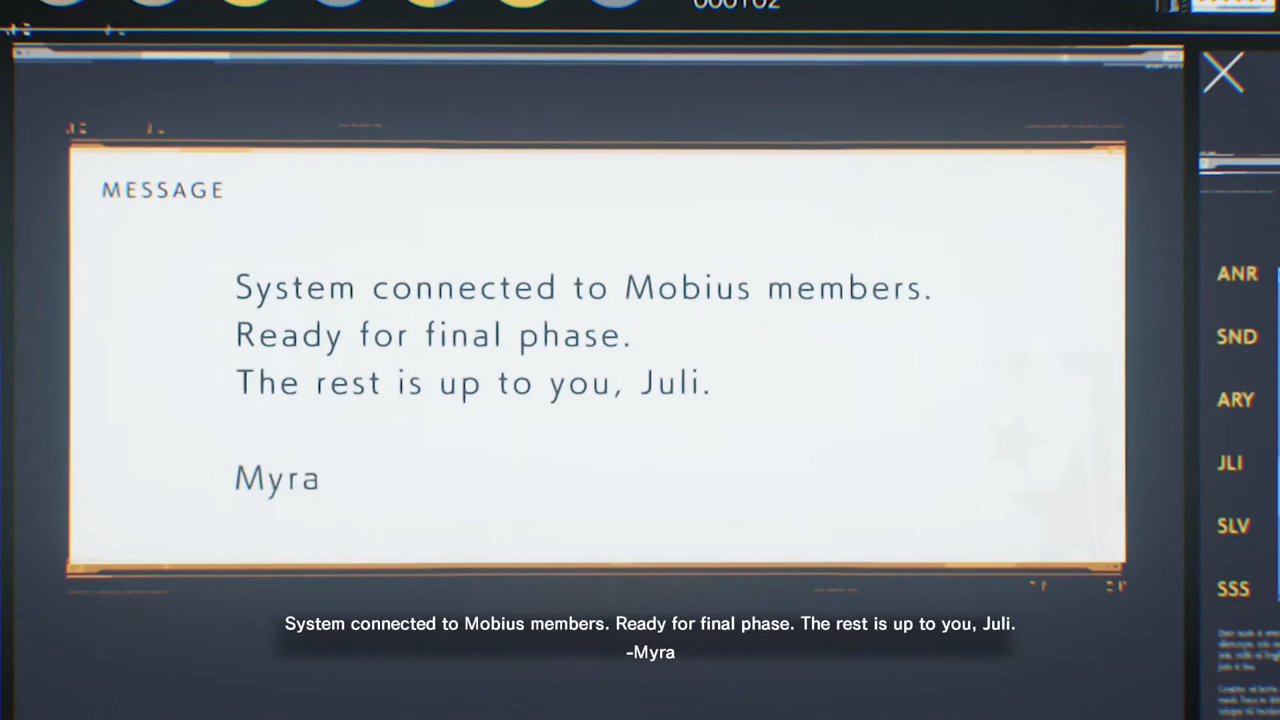 000102
MESSAGE
System connected to Mobius members.
Ready for final phase.
The rest is up to you, Juli.
Myra
ANR
SND
ARY
JLI
SLV
SSS
System connected to Mobius members. Ready for final phase. The rest is up to you, Juli.
-Myra